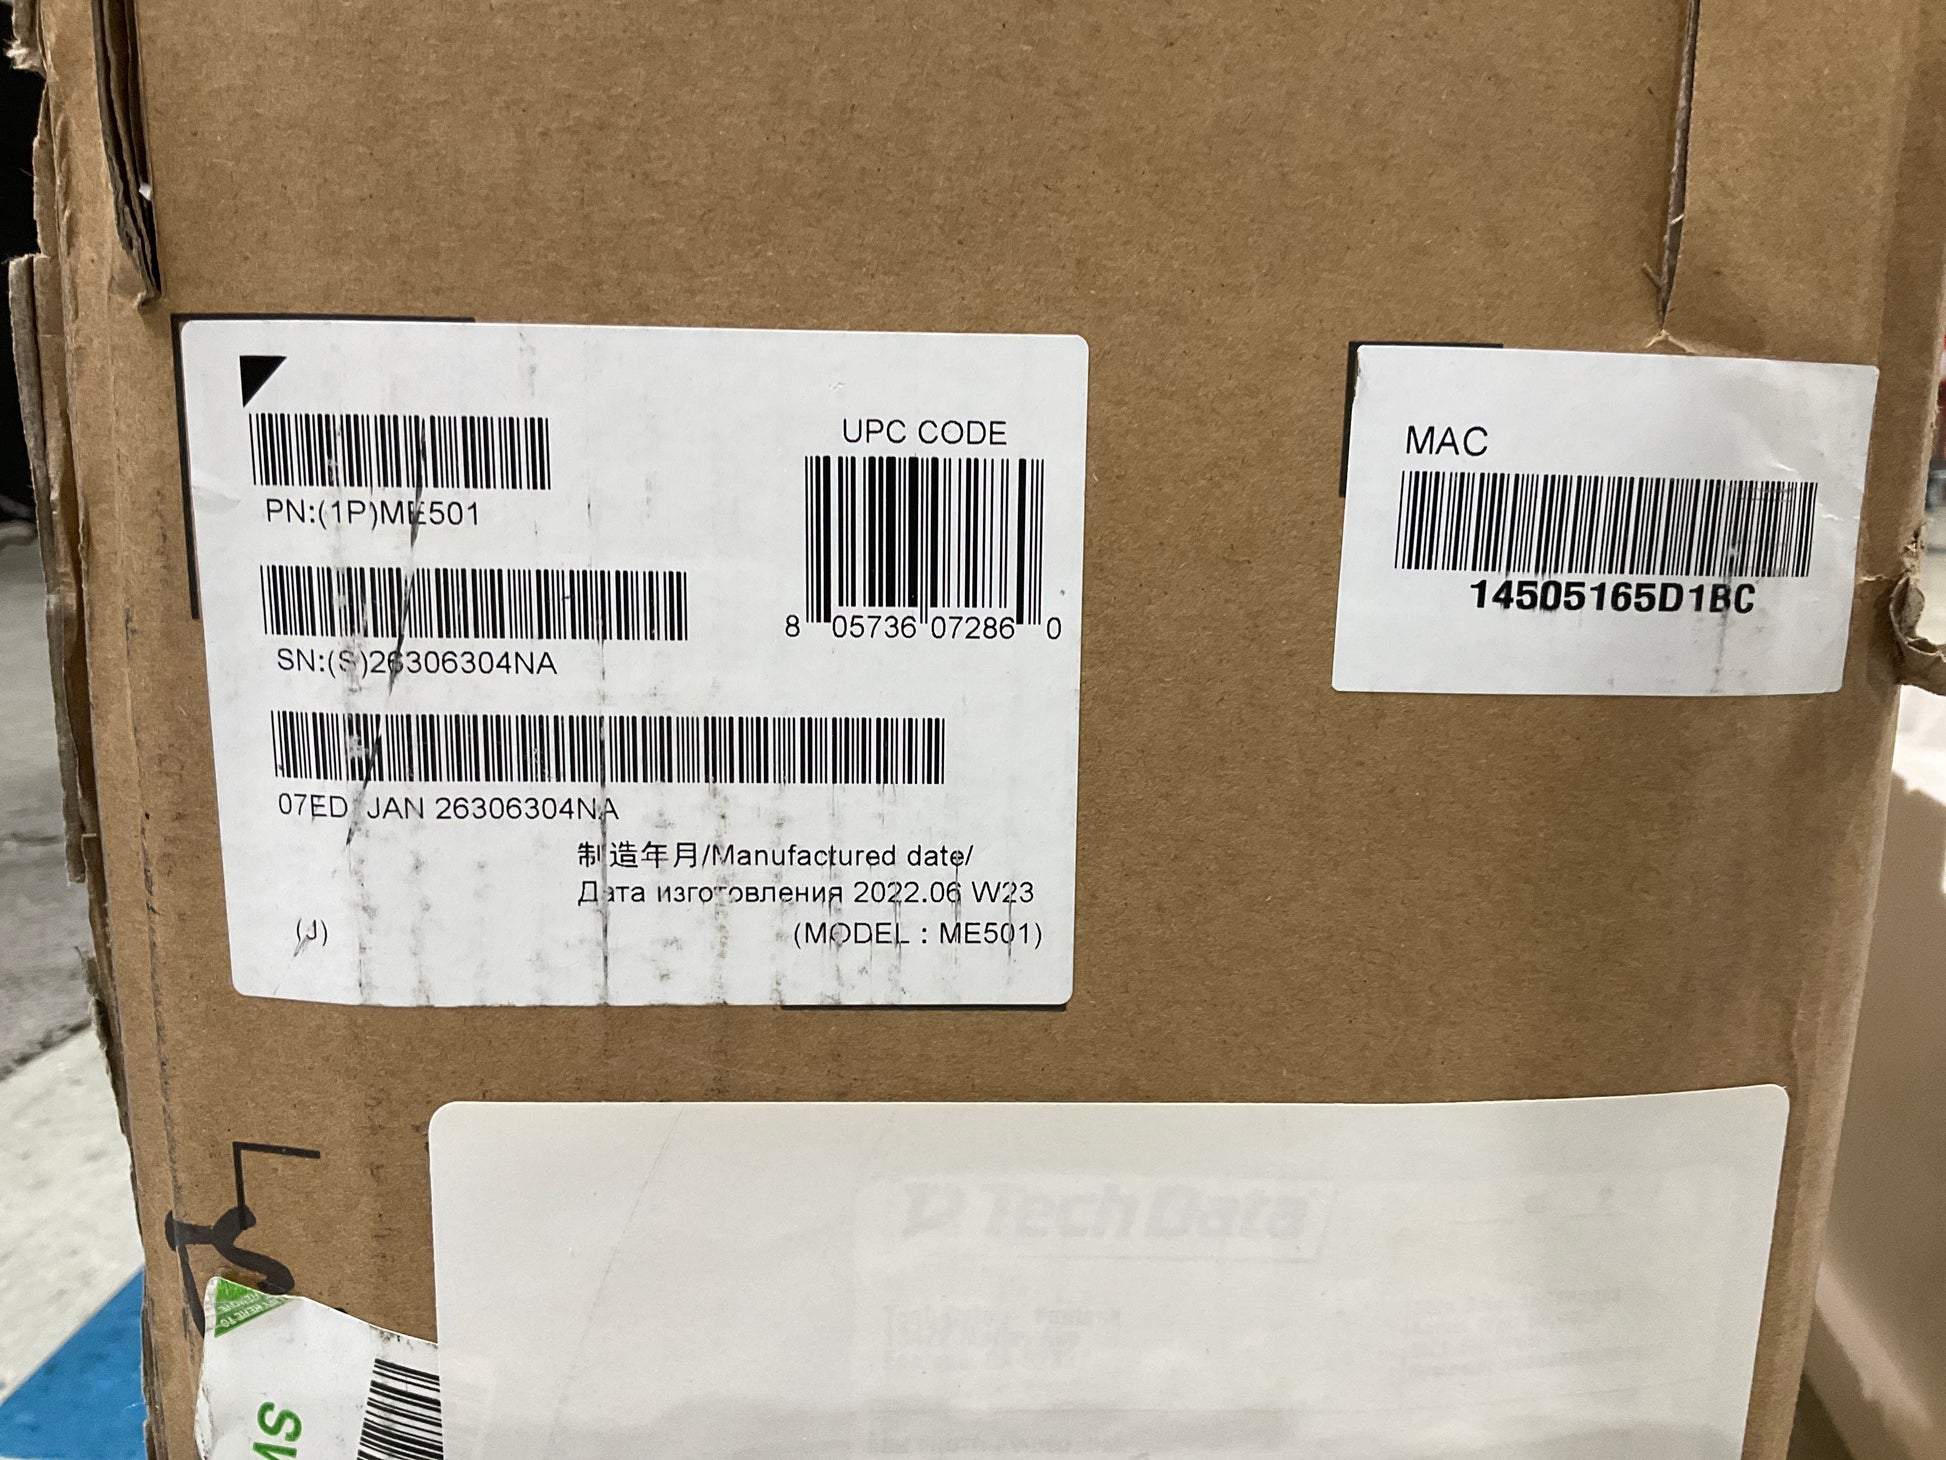 PN:(1P)ME501
SN:(S)26306304NA
07ED JAN 26306304NA
UPC CODE
8 05736 07286 0
制造年月/Manufactured date/
Дата изготовления 2022.06 W23
(J)
(MODEL : ME501)
MAC
14505165D1BC
Tech Data
SW